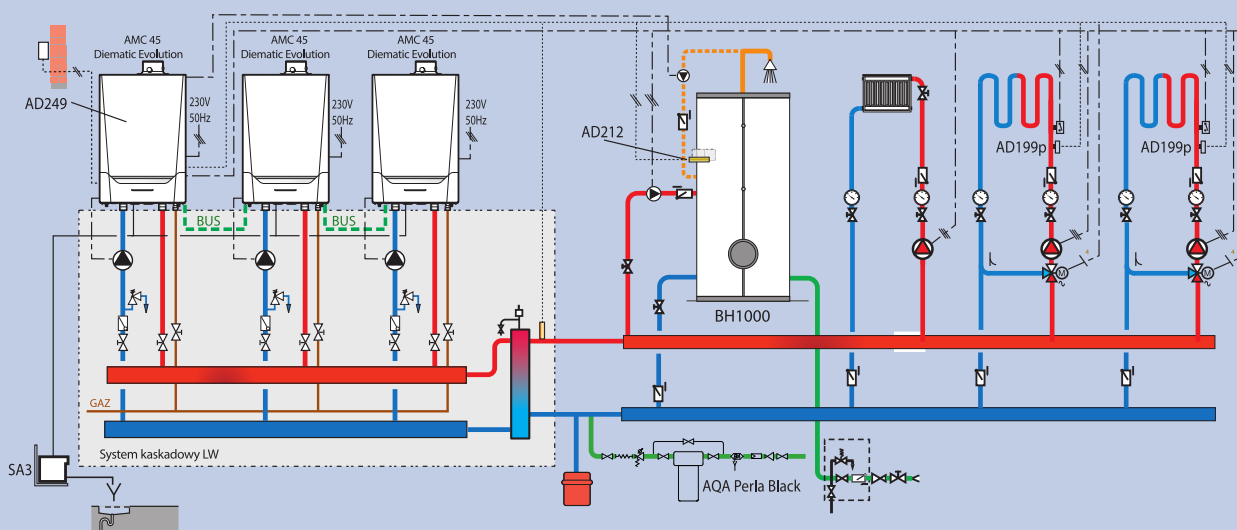 AMC 45
Diematic Evolution
AMC 45
Diematic Evolution
AMC 45
Diematic Evolution
AD249
230V
50Hz
230V
50Hz
230V
50Hz
AD212
AD199p
AD199p
BUS
BUS
M
M
BH1000
GAZ
System kaskadowy LW
SA3
AQA Perla Black